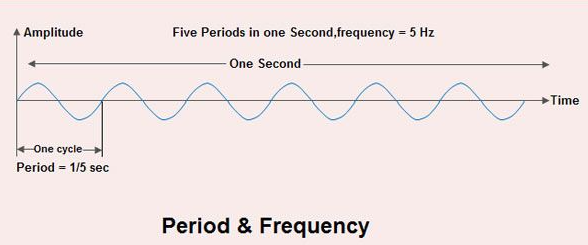 Amplitude
Five Periods in one Second,frequency = 5 Hz
One Second
Time
One cycle
Period = 1/5 sec
Period & Frequency